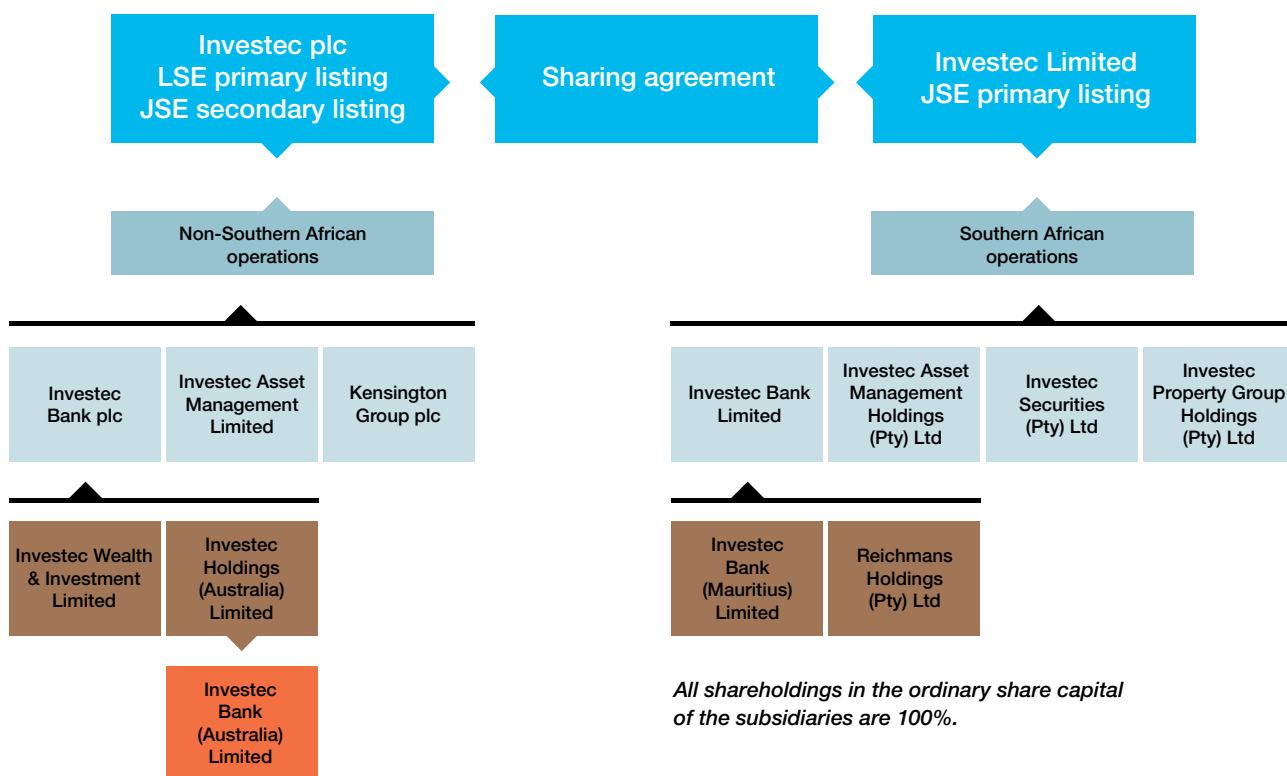 Investec plc
LSE primary listing
JSE secondary listing
Sharing agreement
Investec Limited
JSE primary listing
Non-Southern African
operations
Southern African
operations
Investec
Bank plc
Investec Asset
Management
Limited
Kensington
Group plc
Investec Bank
Limited
Investec Asset
Management
Holdings
(Pty) Ltd
Investec
Securities
(Pty) Ltd
Investec
Property Group
Holdings
(Pty) Ltd
Investec Wealth
& Investment
Limited
Investec
Holdings
(Australia)
Limited
Investec
Bank
(Mauritius)
Limited
Reichmans
Holdings
(Pty) Ltd
Investec
Bank
(Australia)
Limited
All shareholdings in the ordinary share capital
of the subsidiaries are 100%.